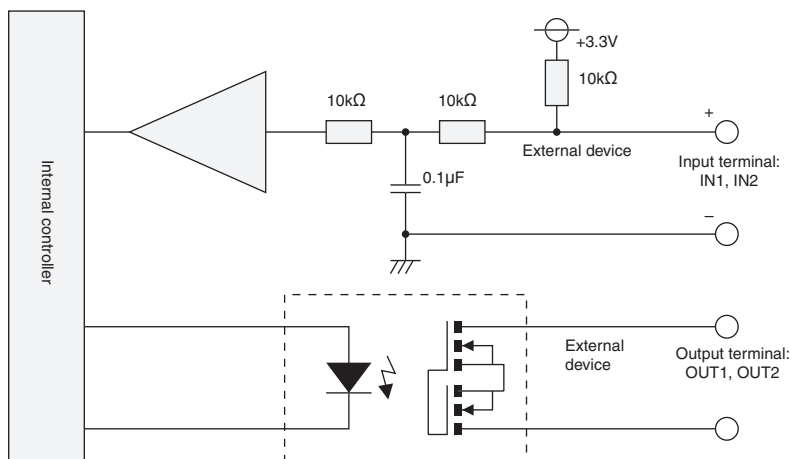 +3.3V
10kΩ
10kΩ
10kΩ
+
External device
Input terminal:
IN1, IN2
0.1μF
−
Internal controller
External
device
Output terminal:
OUT1, OUT2